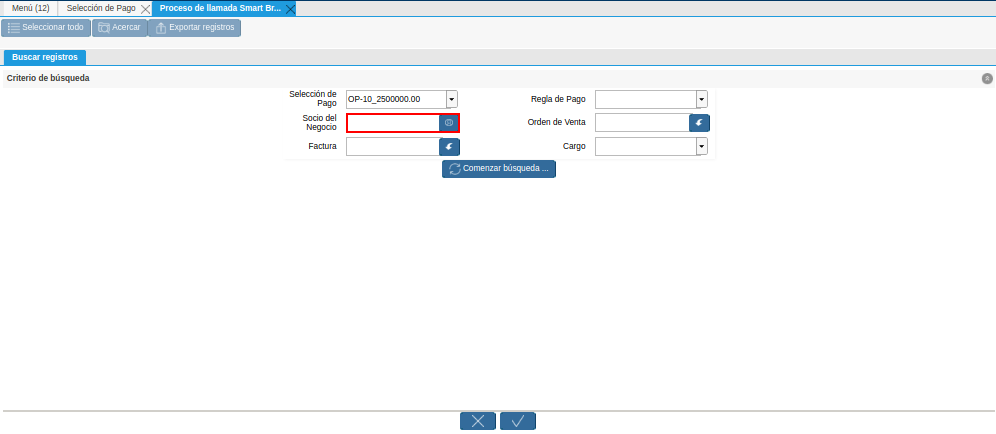 Menú (12)
Selección de Pago
Proceso de llamada Smart Br...
Seleccionar todo
Acercar
Exportar registros
Buscar registros
Criterio de búsqueda
Selección de
Pago
OP-10_2500000.00
Regla de Pago
Socio del
Negocio
Orden de Venta
Factura
Cargo
Comenzar búsqueda ...